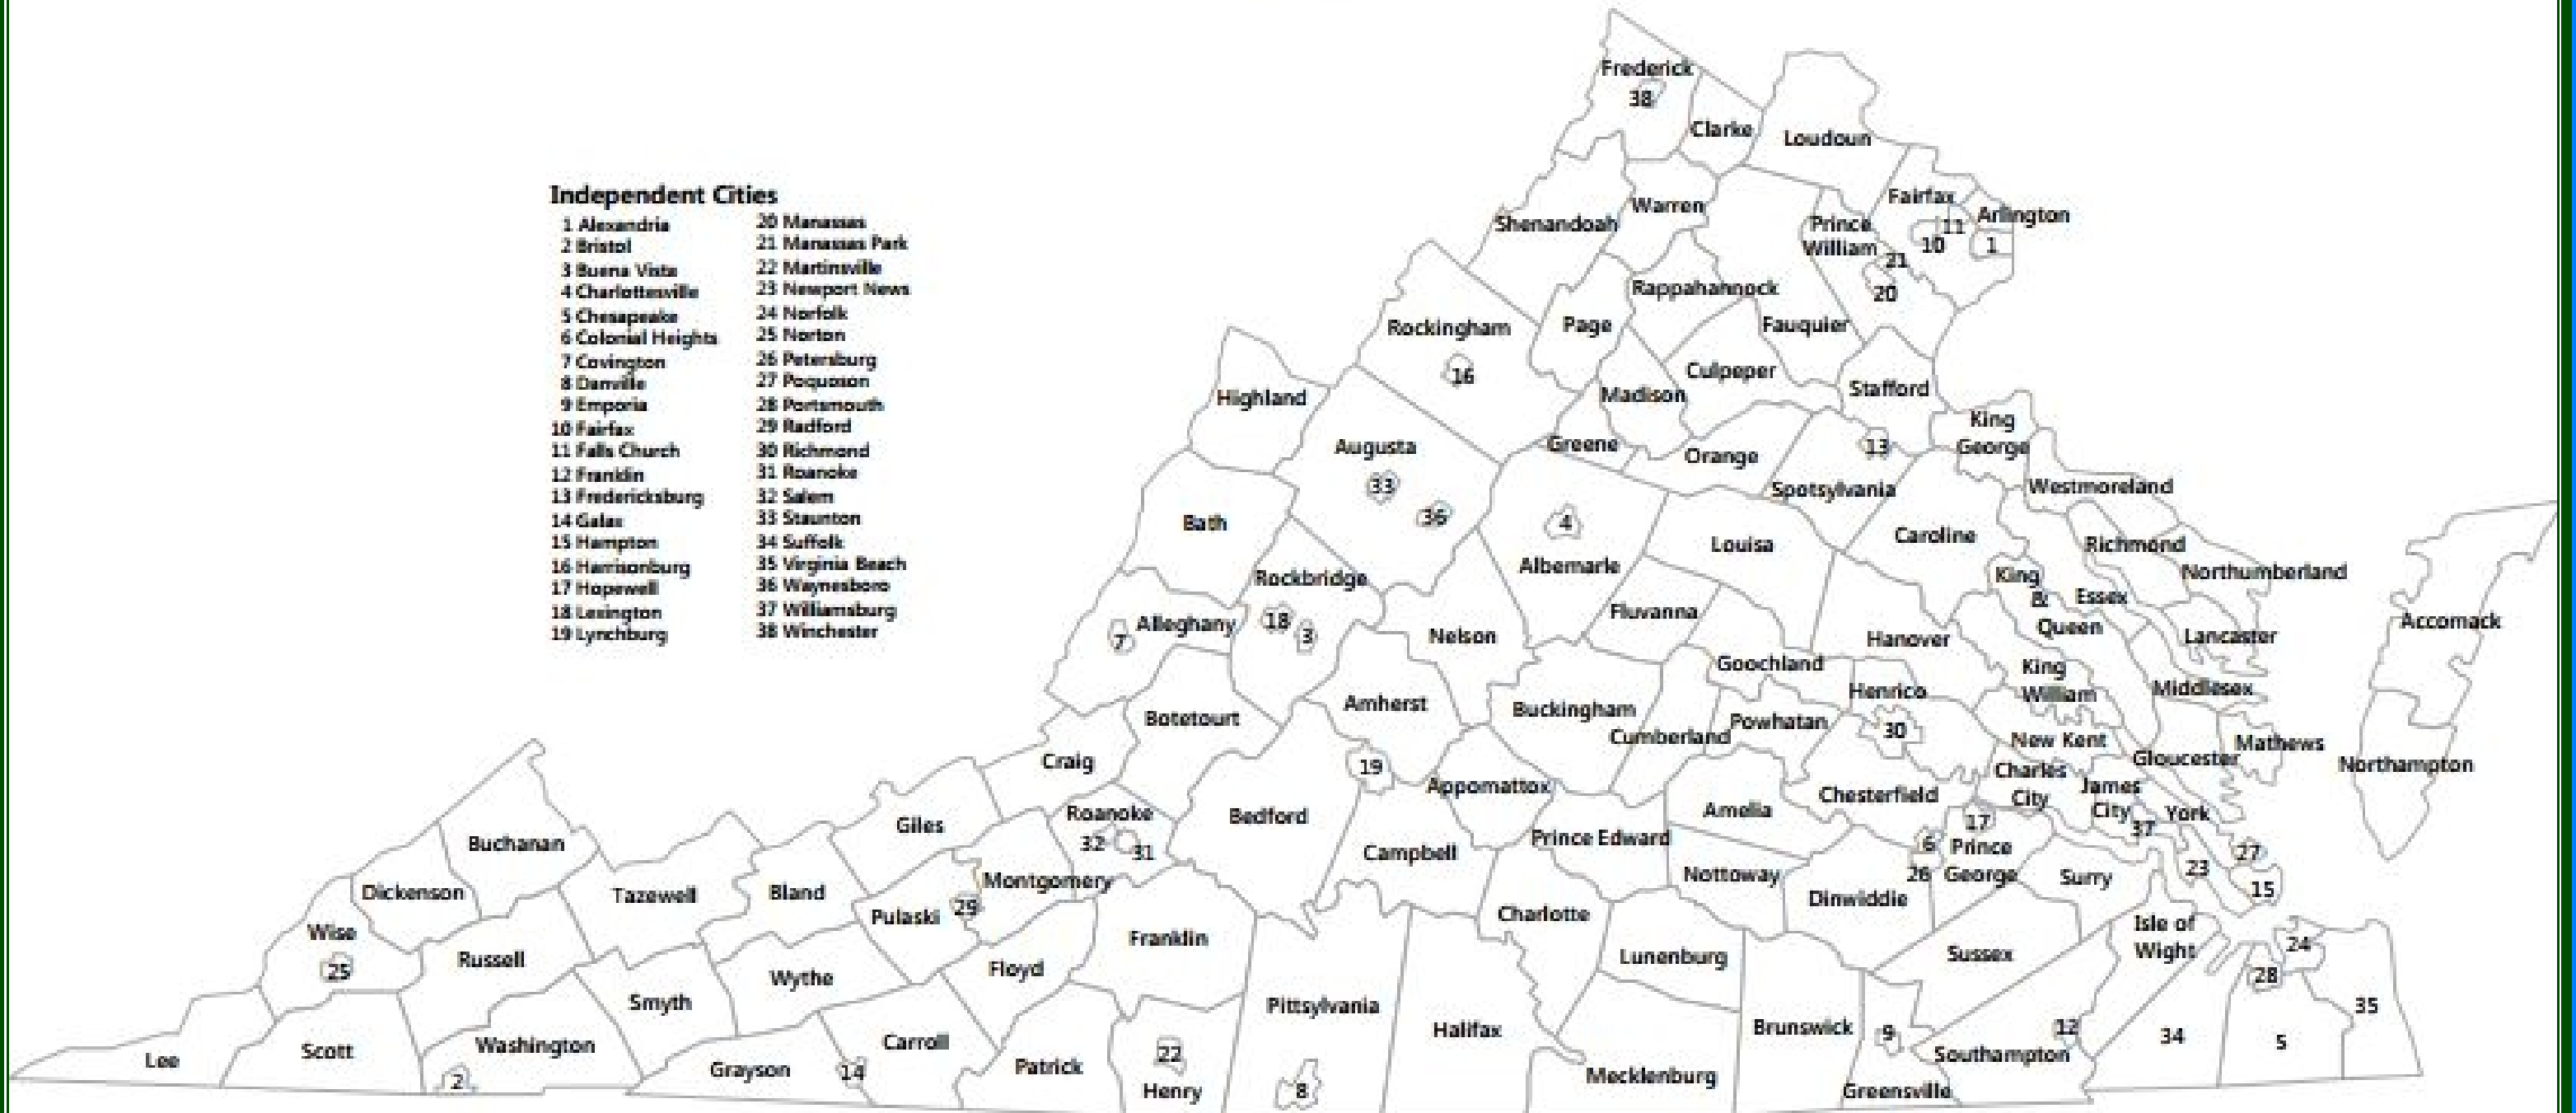 Independent Cities
1 Alexandria
2 Bristol
3 Buena Vista
4 Charlottesville
5 Chesapeake
6 Colonial Heights
7 Covington
8 Danville
9 Emporia
10 Fairfax
11 Falls Church
12 Franklin
13 Fredericksburg
14 Galax
15 Hampton
16 Harrisonburg
17 Hopewell
18 Lexington
19 Lynchburg
20 Manassas
21 Manassas Park
22 Martinsville
23 Newport News
24 Norfolk
25 Norton
26 Petersburg
27 Poquoson
28 Portsmouth
29 Radford
30 Richmond
31 Roanoke
32 Salem
33 Staunton
34 Suffolk
35 Virginia Beach
36 Waynesboro
37 Williamsburg
38 Winchester
Frederick
38
Clarke
Loudoun
Fairfax
Arlington
11
10
1
Warren
Shenandoah
Prince
William
21
20
Rappahannock
Fauquier
Page
Rockingham
16
Culpeper
Madison
Stafford
Highland
King
George
Greene
Augusta
33
36
Orange
13
Spotsylvania
Westmoreland
Bath
4
Albemarle
Louisa
Caroline
Richmond
Northumberland
Rockbridge
18
3
King
&
Queen
Essex
Alleghany
7
Nelson
Fluvanna
Hanover
Lancaster
Accomack
Goochland
King
William
Henrico
30
Middlesex
Botetourt
Amherst
Buckingham
Cumberland
Powhatan
New Kent
Gloucester
Mathews
Northampton
Craig
19
Appomattox
Charles
City
James
City
37
York
Chesterfield
Amelia
Roanoke
32
31
Bedford
Giles
Campbell
Prince Edward
6
17
Prince
George
26
27
23
15
Buchanan
Dickenson
Tazewell
Bland
Montgomery
Pulaski
29
Nottoway
Dinwiddie
Surry
Charlotte
Wise
25
Russell
Franklin
Isle of
Wight
24
28
Floyd
Wythe
Smyth
Lunenburg
Sussex
Pittsylvania
8
Halifax
35
Brunswick
9
12
34
5
Lee
Scott
Washington
2
Carroll
Grayson
14
Patrick
22
Henry
Mecklenburg
Southampton
Greensville